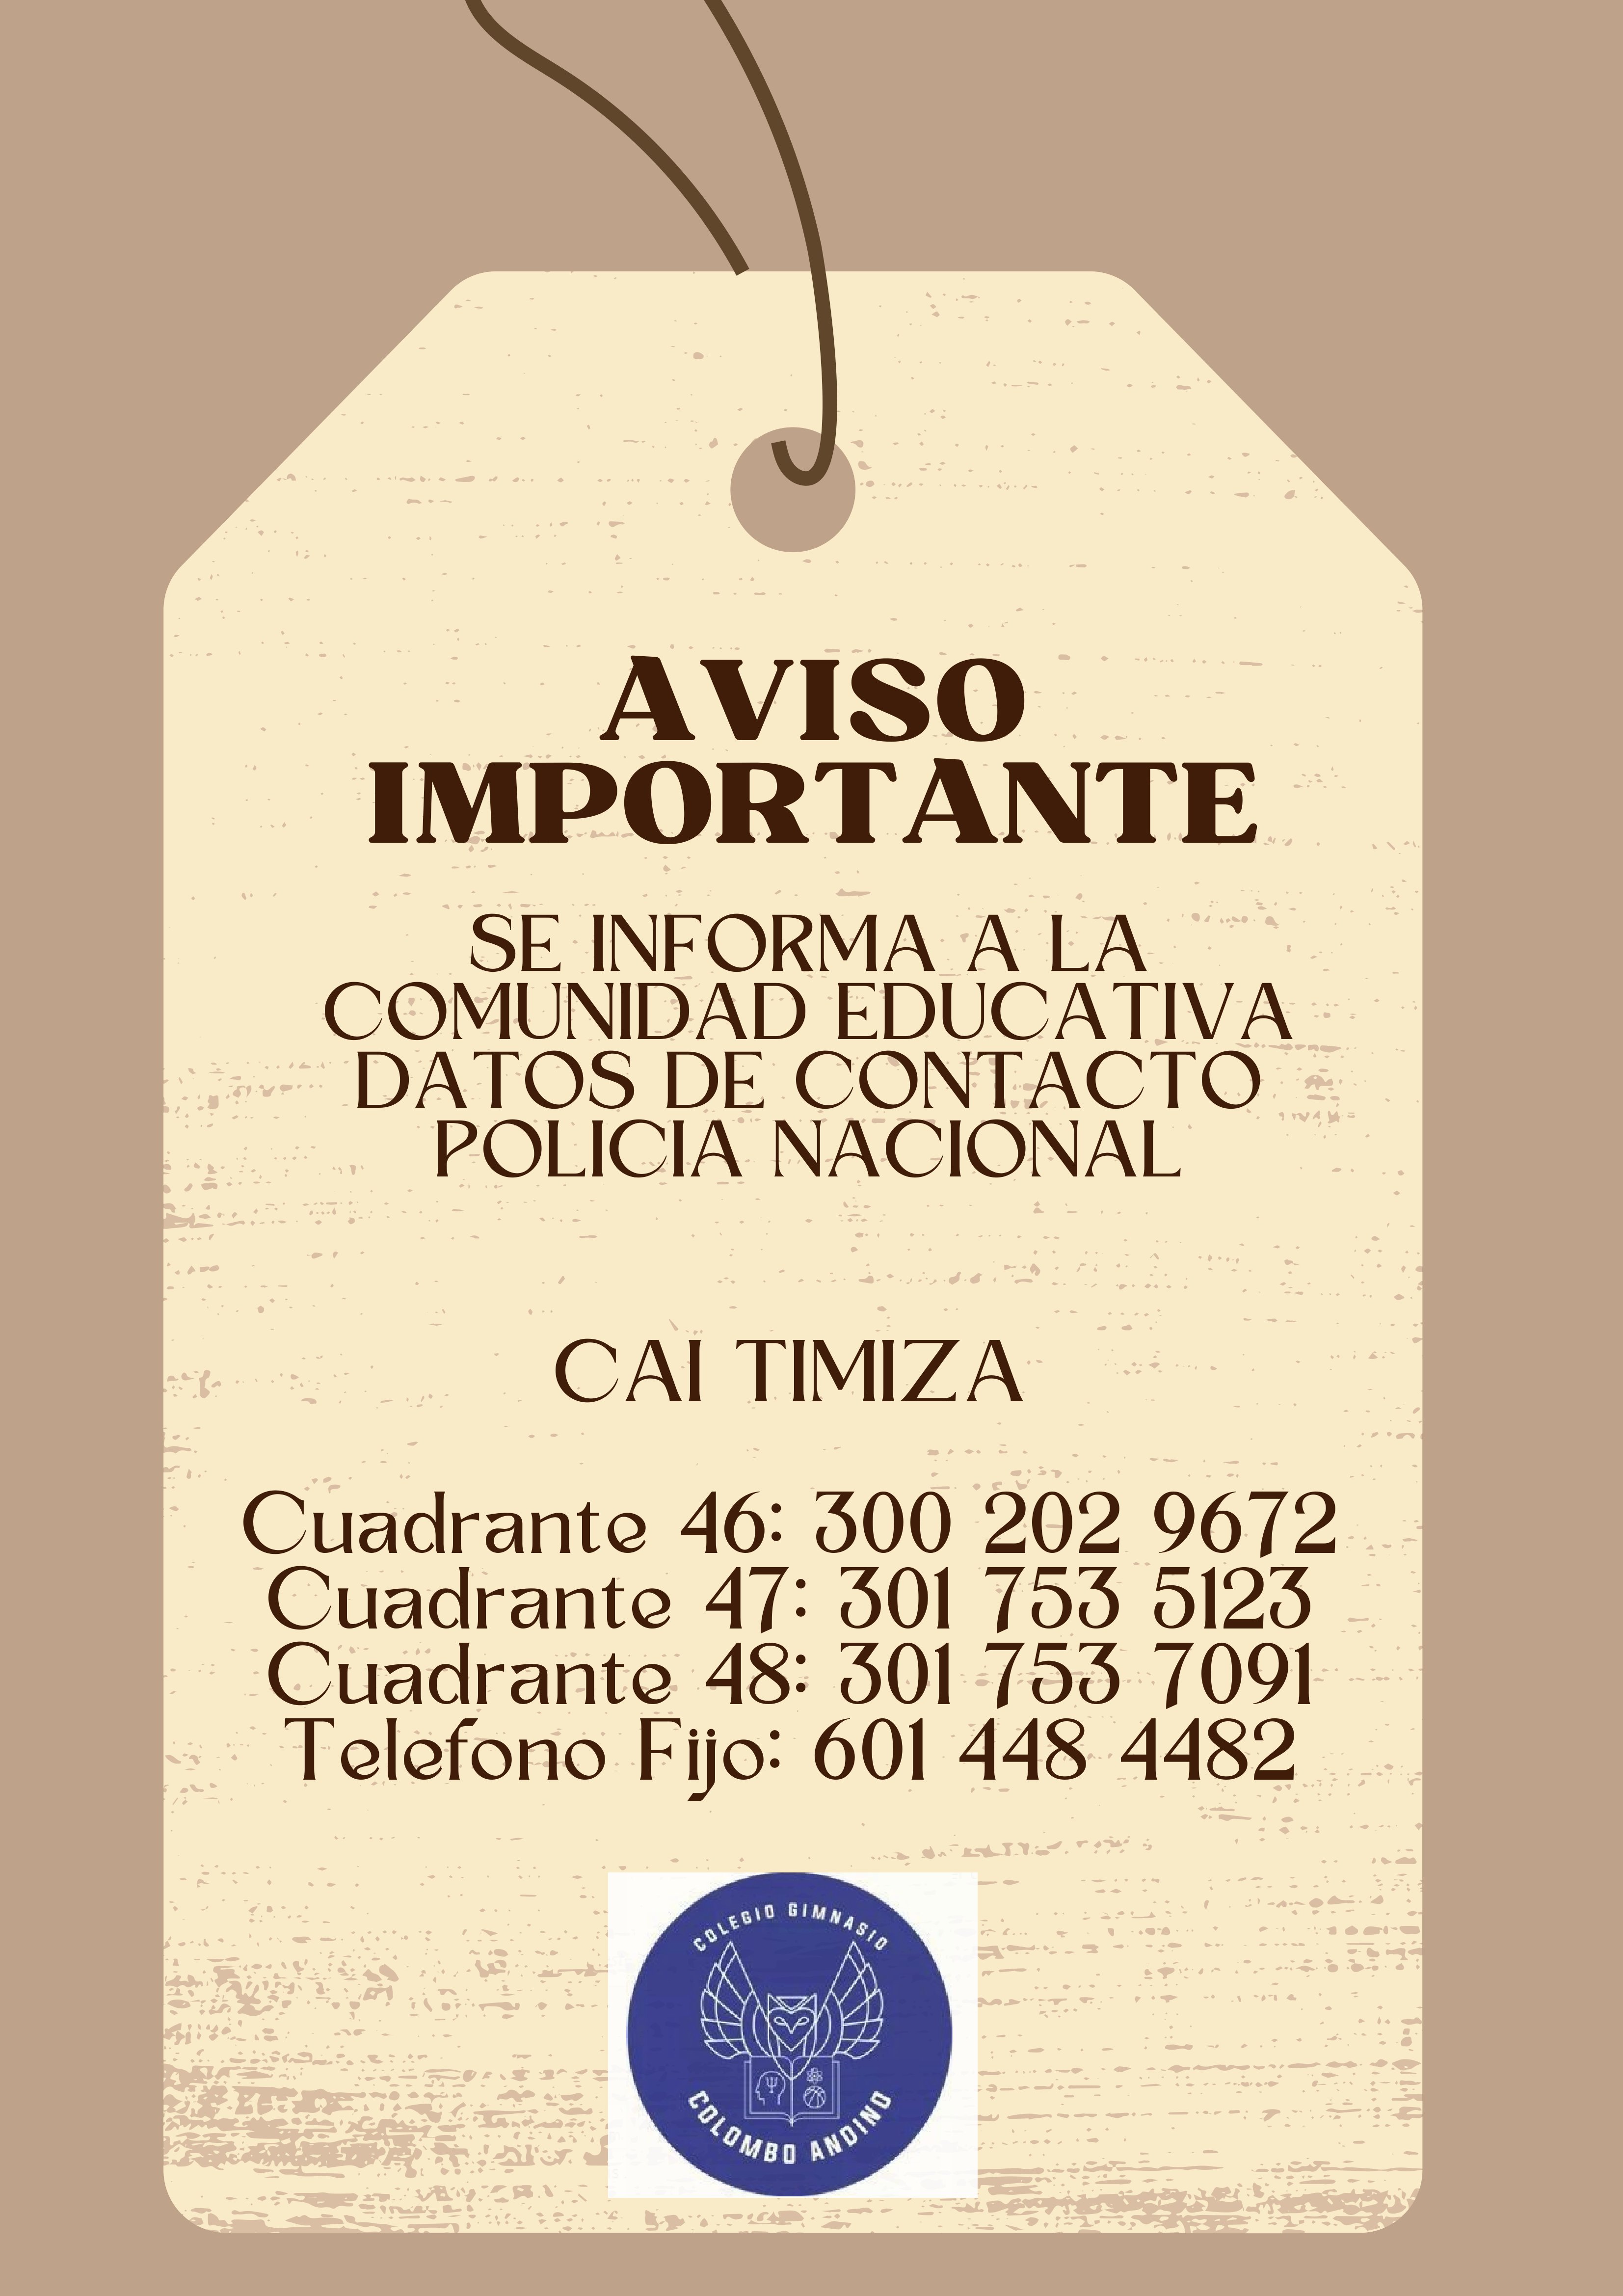 AVISO
IMPORTANTE
SE INFORMA A LA
COMUNIDAD EDUCATIVA
DATOS DE CONTACTO
POLICIA NACIONAL
CAI TIMIZA
Cuadrante 46: 300 202 9672
Cuadrante 47: 301 753 5123
Cuadrante 48: 301 753 7091
Telefono Fijo: 601 448 4482
COLEGIO GIMNASIO
Ψ
COLOMBO ANDINO